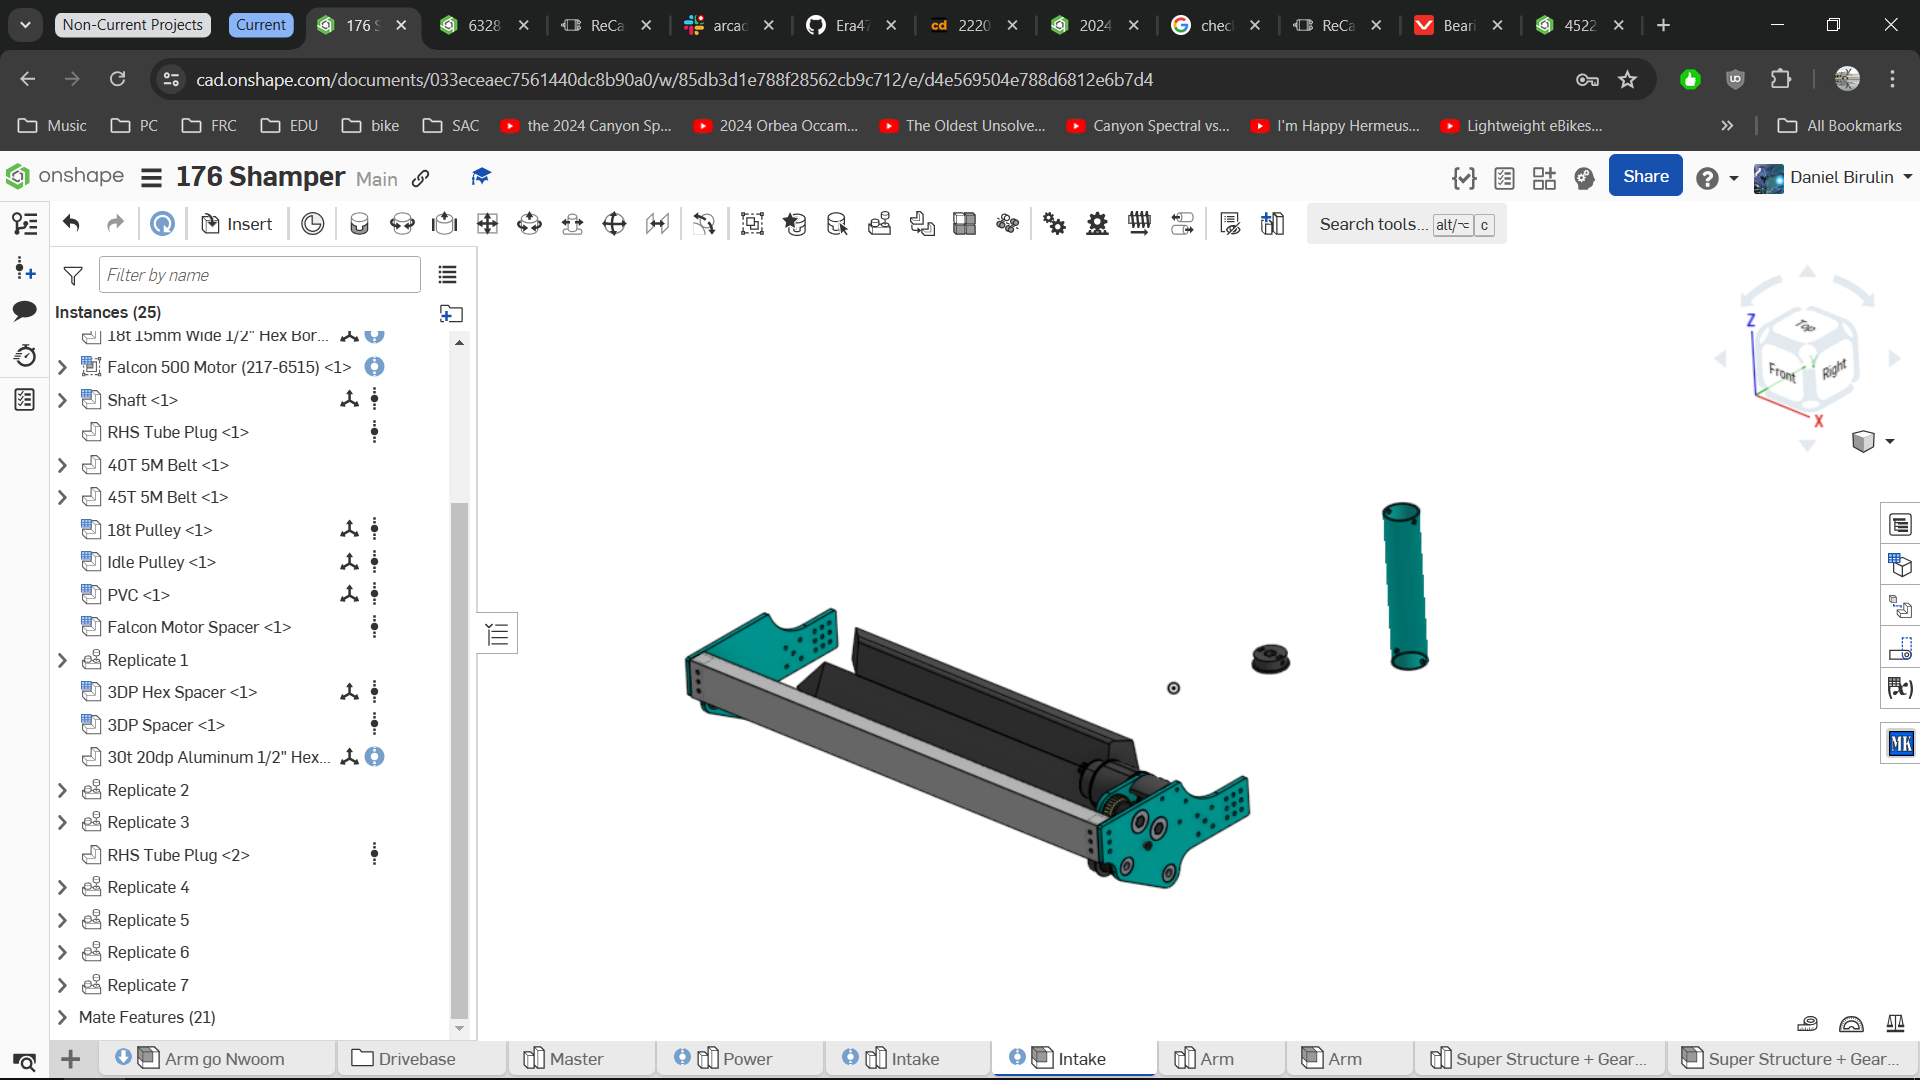 Non-Current Projects
Current
176 S
6328
ReCa
arcad
Era47
cd 2220
2024
chec
ReCa
Beari
4522
cad.onshape.com/documents/033eceaec7561440dc8b90a0/w/85db3d1e788f28562cb9c712/e/d4e569504e788d6812e6b7d4
Music
PC
FRC
EDU
bike
SAC
the 2024 Canyon Sp...
2024 Orbea Occam...
The Oldest Unsolve...
Canyon Spectral vs...
I'm Happy Hermeus...
Lightweight eBikes...
All Bookmarks
onshape
176 Shamper
Main
Share
Daniel Birulin
Insert
Search tools... alt/⌥ c
Filter by name
Instances (25)
18t 15mm Wide 1/2" Hex Bor...
Falcon 500 Motor (217-6515) <1>
Shaft <1>
RHS Tube Plug <1>
40T 5M Belt <1>
45T 5M Belt <1>
18t Pulley <1>
Idle Pulley <1>
PVC <1>
Falcon Motor Spacer <1>
Replicate 1
3DP Hex Spacer <1>
3DP Spacer <1>
30t 20dp Aluminum 1/2" Hex...
Replicate 2
Replicate 3
RHS Tube Plug <2>
Replicate 4
Replicate 5
Replicate 6
Replicate 7
Mate Features (21)
Z
Top
Y
Front
Right
X
(x)
MK
Arm go Nwoom
Drivebase
Master
Power
Intake
Intake
Arm
Arm
Super Structure + Gear...
Super Structure + Gear...